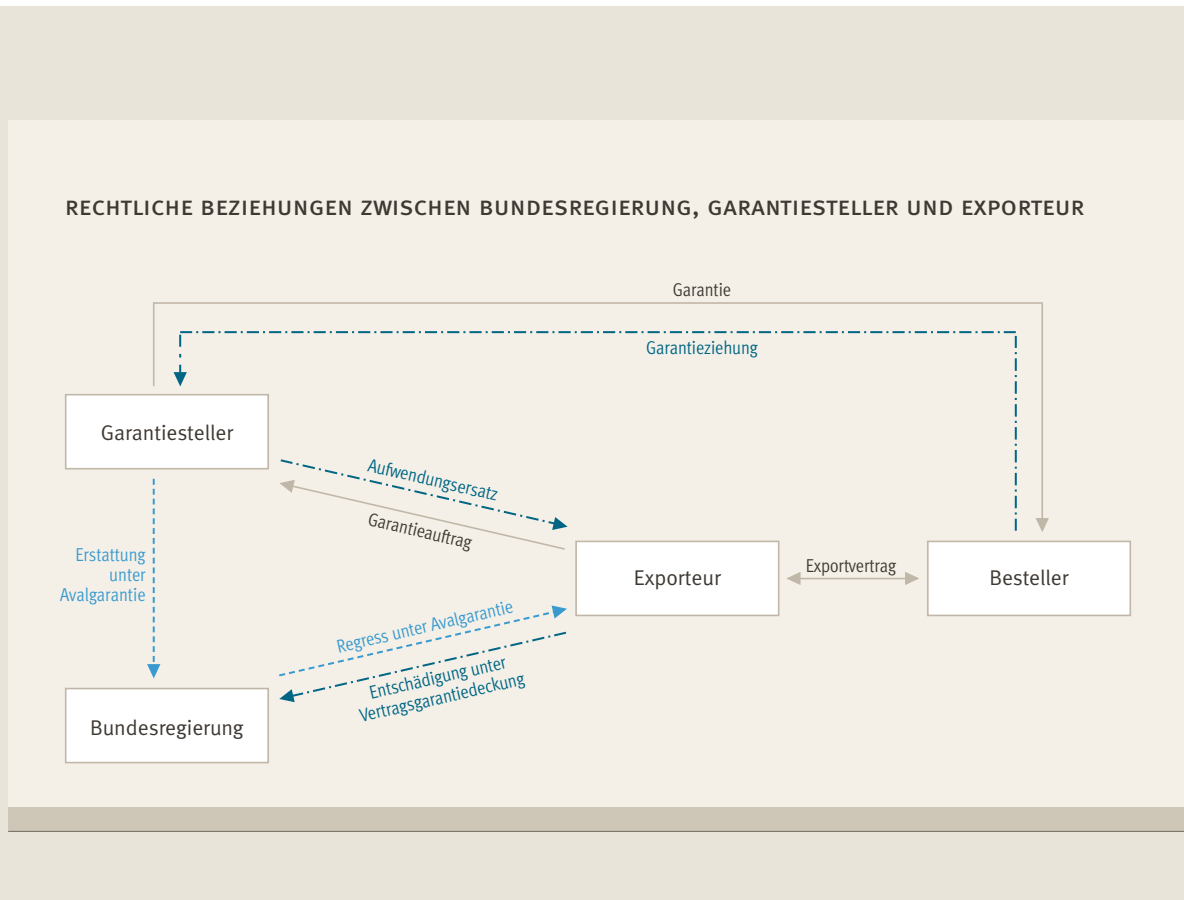 RECHTLICHE BEZIEHUNGEN ZWISCHEN BUNDESREGIERUNG, GARANTIESTELLER UND EXPORTEUR
Garantie
Garantieziehung
Garantiesteller
Aufwendungsersatz
Garantieauftrag
Erstattung
unter
Avalgarantie
Exporteur
Exportvertrag
Besteller
Regress unter Avalgarantie
Entschädigung unter
Vertragsgarantiedeckung
Bundesregierung